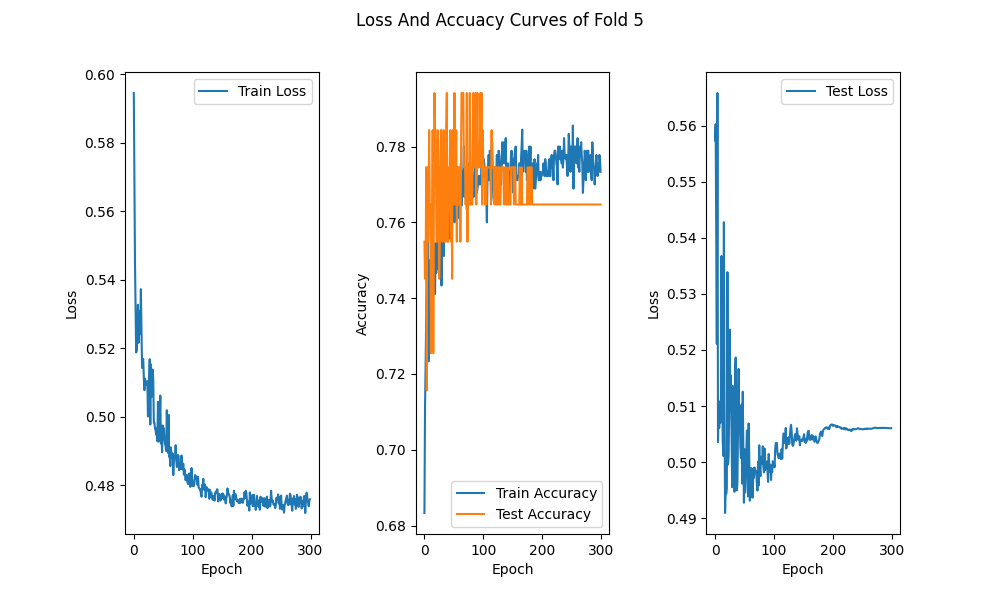 Loss And Accuacy Curves of Fold 5
Train Loss
0.60
0.58
0.56
0.54
0.52
0.50
0.48
Loss
0 100 200 300
Epoch
0.78
0.76
0.74
0.72
0.70
0.68
Accuracy
Train Accuracy
Test Accuracy
0 100 200 300
Epoch
Test Loss
0.56
0.55
0.54
0.53
0.52
0.51
0.50
0.49
Loss
0 100 200 300
Epoch